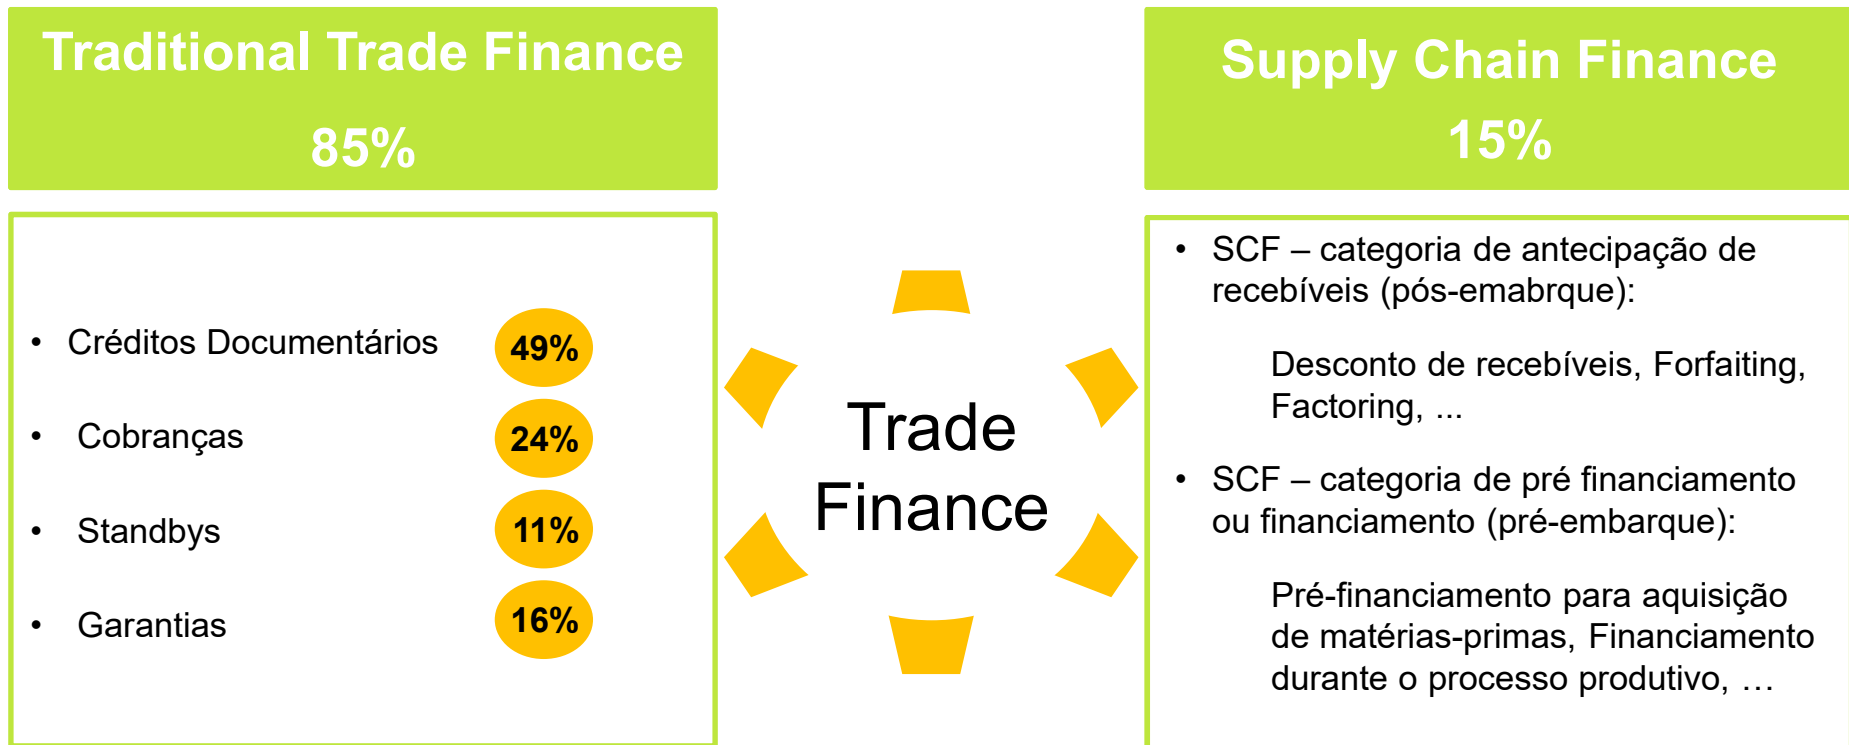 Traditional Trade Finance
85%
• Créditos Documentários 49%
• Cobranças 24%
• Standbys 11%
• Garantias 16%
Trade
Finance
Supply Chain Finance
15%
• SCF – categoria de antecipação de
recebíveis (pós-emabrque):
Desconto de recebíveis, Forfaiting,
Factoring, ...
• SCF – categoria de pré financiamento
ou financiamento (pré-embarque):
Pré-financiamento para aquisição
de matérias-primas, Financiamento
durante o processo produtivo, …